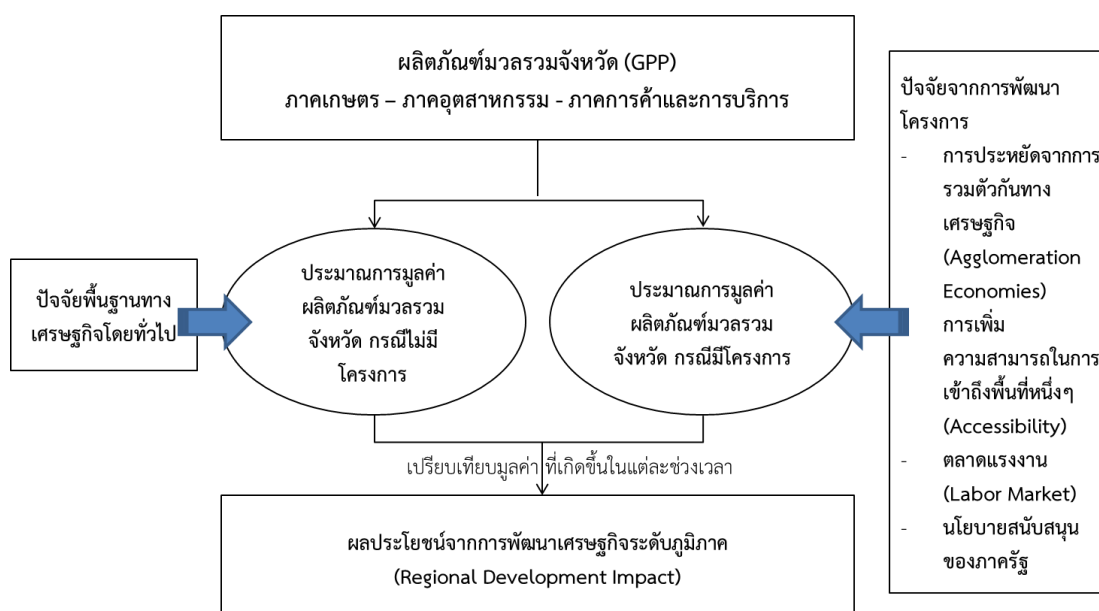 ผลิตภัณฑ์มวลรวมจังหวัด (GPP)
ภาคเกษตร – ภาคอุตสาหกรรม - ภาคการค้าและการบริการ
ปัจจัยพื้นฐานทาง
เศรษฐกิจโดยทั่วไป
ประมาณการมูลค่า
ผลิตภัณฑ์มวลรวม
จังหวัด กรณีไม่มี
โครงการ
ประมาณการมูลค่า
ผลิตภัณฑ์มวลรวม
จังหวัด กรณีมีโครงการ
ปัจจัยจากการพัฒนา
โครงการ
- การประหยัดจากการ
รวมตัวกันทาง
เศรษฐกิจ
(Agglomeration
Economies)
การเพิ่ม
ความสามารถในการ
เข้าถึงพื้นที่หนึ่งๆ
(Accessibility)
- ตลาดแรงงาน
(Labor Market)
- นโยบายสนับสนุน
ของภาครัฐ
เปรียบเทียบมูลค่า ที่เกิดขึ้นในแต่ละช่วงเวลา
ผลประโยชน์จากการพัฒนาเศรษฐกิจระดับภูมิภาค
(Regional Development Impact)